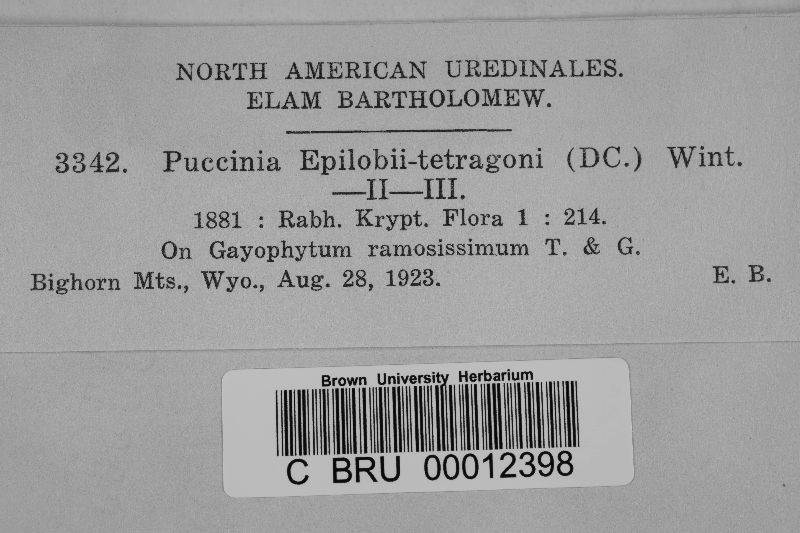 NORTH AMERICAN UREDINALES.
ELAM BARTHOLOMEW.
3342. Puccinia Epilobii-tetragoni (DC.) Wint.
—II—III.
1881 : Rabh. Krypt. Flora 1 : 214.
On Gayophytum ramosissimum T. & G.
Bighorn Mts., Wyo., Aug. 28, 1923. E. B.
Brown University Herbarium
C BRU 00012398